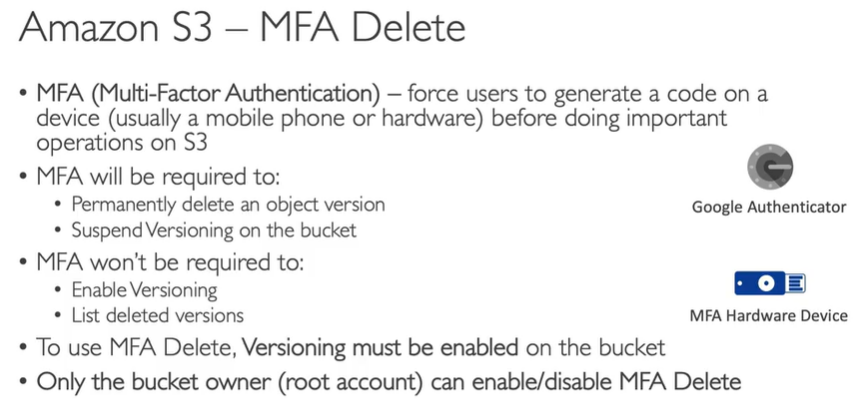 Amazon S3 – MFA Delete
• MFA (Multi-Factor Authentication) – force users to generate a code on a
device (usually a mobile phone or hardware) before doing important
operations on S3
• MFA will be required to:
• Permanently delete an object version
• Suspend Versioning on the bucket
• MFA won't be required to:
• Enable Versioning
• List deleted versions
• To use MFA Delete, Versioning must be enabled on the bucket
• Only the bucket owner (root account) can enable/disable MFA Delete
Google Authenticator
MFA Hardware Device